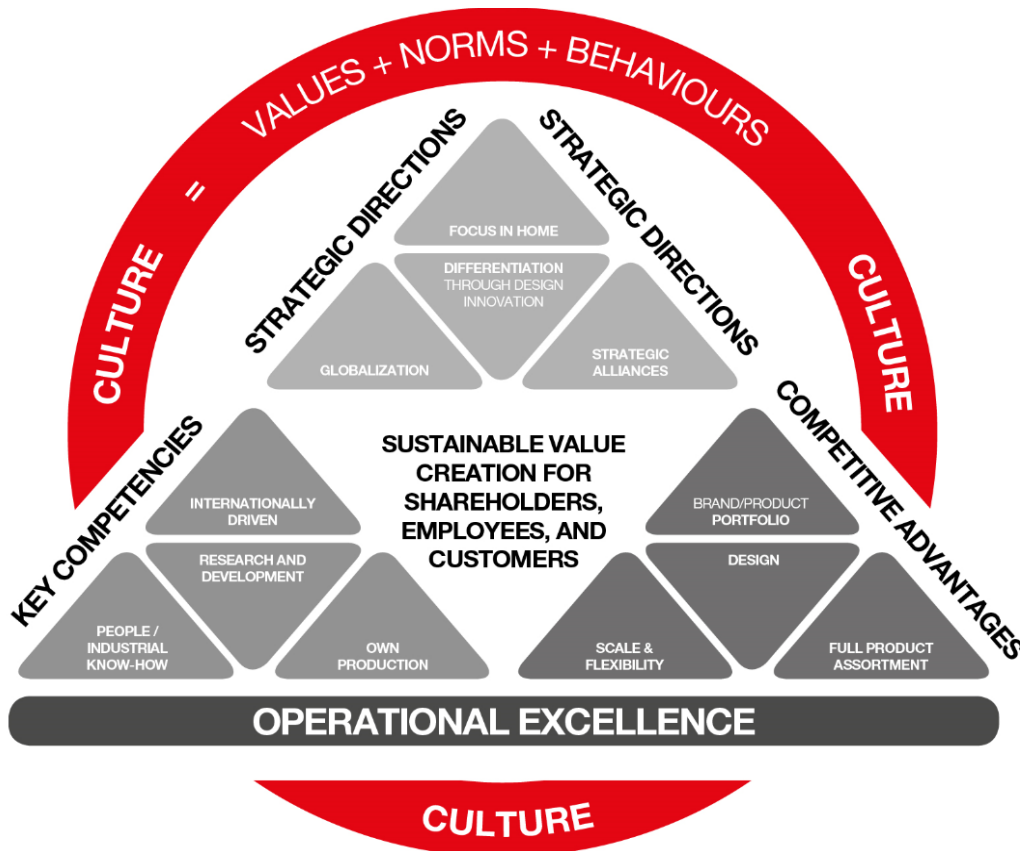 CULTURE = VALUES + NORMS + BEHAVIOURS
CULTURE
STRATEGIC DIRECTIONS
STRATEGIC DIRECTIONS
FOCUS IN HOME
DIFFERENTIATION
THROUGH DESIGN
INNOVATION
GLOBALIZATION
STRATEGIC
ALLIANCES
KEY COMPETENCIES
INTERNATIONALLY
DRIVEN
RESEARCH AND
DEVELOPMENT
PEOPLE /
INDUSTRIAL
KNOW-HOW
OWN
PRODUCTION
SUSTAINABLE VALUE
CREATION FOR
SHAREHOLDERS,
EMPLOYEES, AND
CUSTOMERS
COMPETITIVE ADVANTAGES
BRAND/PRODUCT
PORTFOLIO
DESIGN
SCALE &
FLEXIBILITY
FULL PRODUCT
ASSORTMENT
OPERATIONAL EXCELLENCE
CULTURE